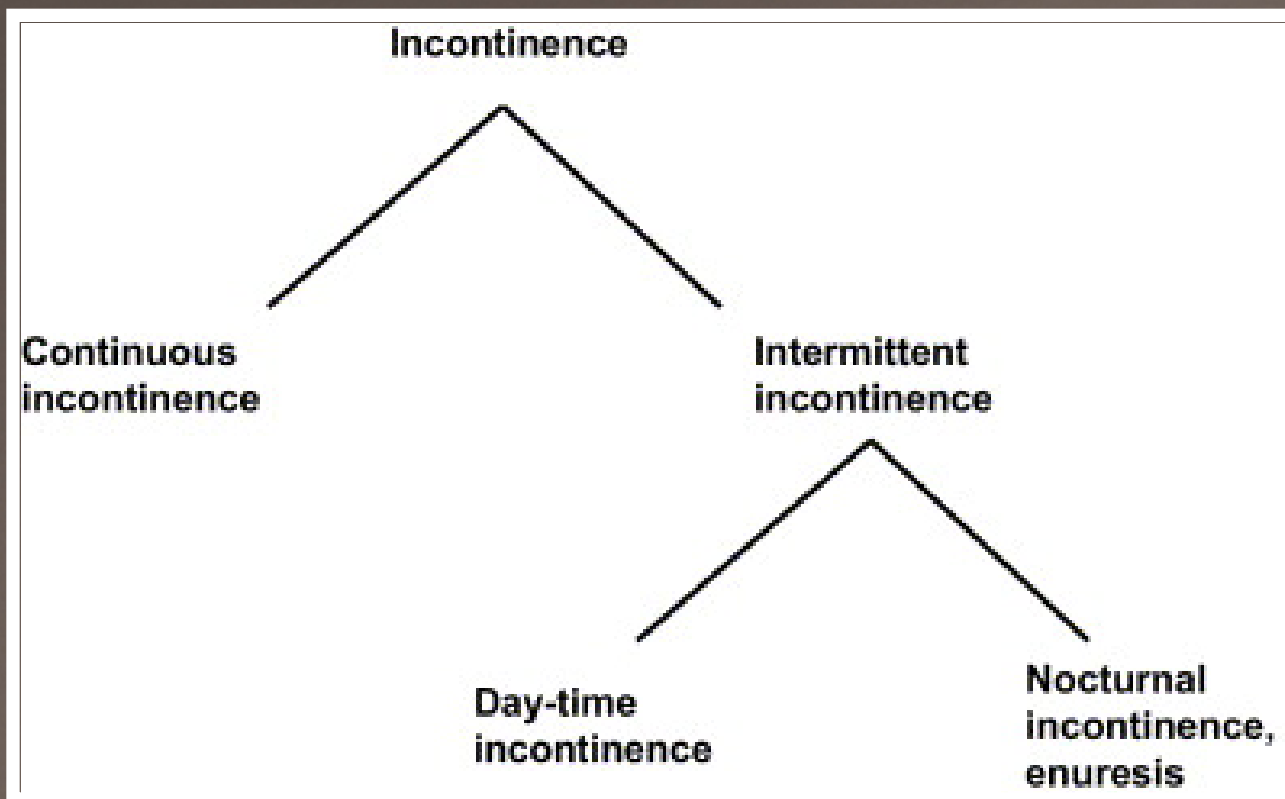 Incontinence
Continuous
incontinence
Intermittent
incontinence
Day-time
incontinence
Nocturnal
incontinence,
enuresis